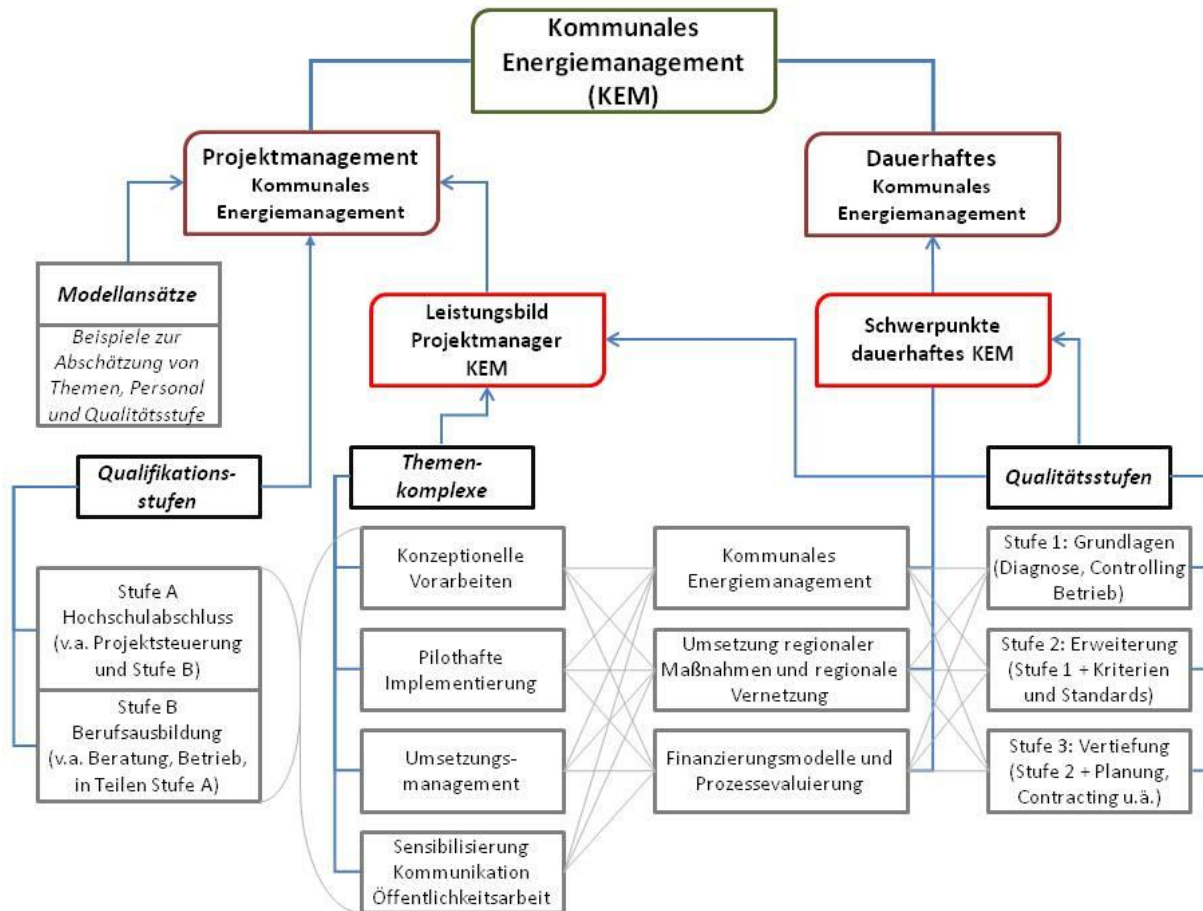 Kommunales
Energiemanagement
(KEM)
Projektmanagement
Kommunales
Energiemanagement
Dauerhaftes
Kommunales
Energiemanagement
Modellansätze
Beispiele zur
Abschätzung von
Themen, Personal
und Qualitätsstufe
Leistungsbild
Projektmanager
KEM
Schwerpunkte
dauerhaftes KEM
Qualifikations-
stufen
Themen-
komplexe
Qualitätsstufen
Stufe A
Hochschulabschluss
(v.a. Projektsteuerung
und Stufe B)
Stufe B
Berufsausbildung
(v.a. Beratung, Betrieb,
in Teilen Stufe A)
Konzeptionelle
Vorarbeiten
Pilothafte
Implementierung
Umsetzungs-
management
Sensibilisierung
Kommunikation
Öffentlichkeitsarbeit
Kommunales
Energiemanagement
Umsetzung regionaler
Maßnahmen und regionale
Vernetzung
Finanzierungsmodelle und
Prozessevaluierung
Stufe 1: Grundlagen
(Diagnose, Controlling
Betrieb)
Stufe 2: Erweiterung
(Stufe 1 + Kriterien
und Standards)
Stufe 3: Vertiefung
(Stufe 2 + Planung,
Contracting u.ä.)